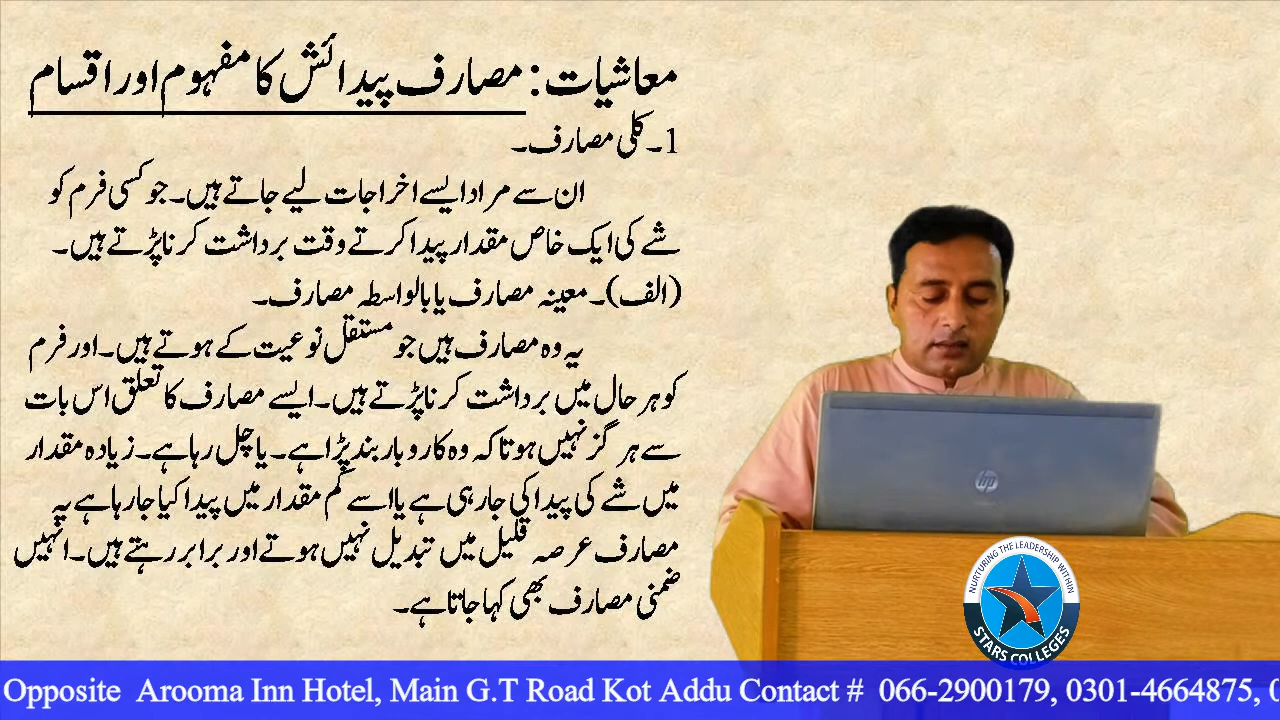 معاشیات: مصارف پیدائش کا مفہوم اور اقسام
1۔ کلی مصارف۔
ان سے مراد ایسے اخراجات لیے جاتے ہیں۔ جو کسی فرم کو
شے کی ایک خاص مقدار پیدا کرتے وقت برداشت کرنا پڑتے ہیں۔
(الف)۔ معینہ مصارف یا بالواسطہ مصارف۔
یہ وہ مصارف ہیں جو مستقل نوعیت کے ہوتے ہیں۔ اور فرم
کو ہر حال میں برداشت کرنا پڑتے ہیں۔ ایسے مصارف کا تعلق اس بات
سے ہر گز نہیں ہوتا کہ وہ کاروبار بند پڑا ہے۔ یا چل رہا ہے۔ زیادہ مقدار
میں شے کی پیدا کی جارہی ہے یا اسے کم مقدار میں پیدا کیا جا رہا ہے یہ
مصارف عرصہ قلیل میں تبدیل نہیں ہوتے اور برابر رہتے ہیں۔ انہیں
ضمنی مصارف بھی کہا جاتا ہے۔
hp
NURTURING THE LEADERSHIP WITHIN
STARS COLLEGES
Opposite Arooma Inn Hotel, Main G.T Road Kot Addu Contact # 066-2900179, 0301-4664875, 0